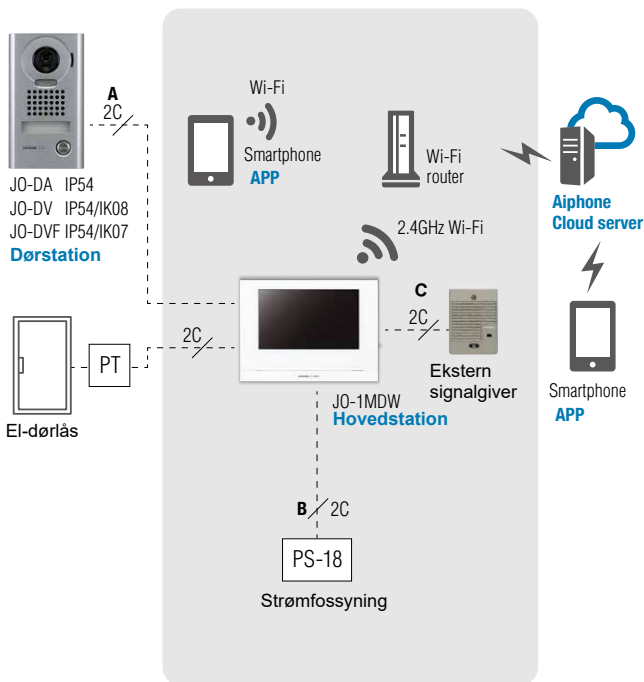 A
2C
JO-DA IP54
JO-DV IP54/IK08
JO-DVF IP54/IK07
Dørstation
Wi-Fi
Smartphone
APP
Wi-Fi
router
Aiphone
Cloud server
2.4GHz Wi-Fi
2C
PT
El-dørlås
C
2C
Ekstern
signalgiver
JO-1MDW
Hovedstation
Smartphone
APP
B
2C
PS-18
Strømfossyning